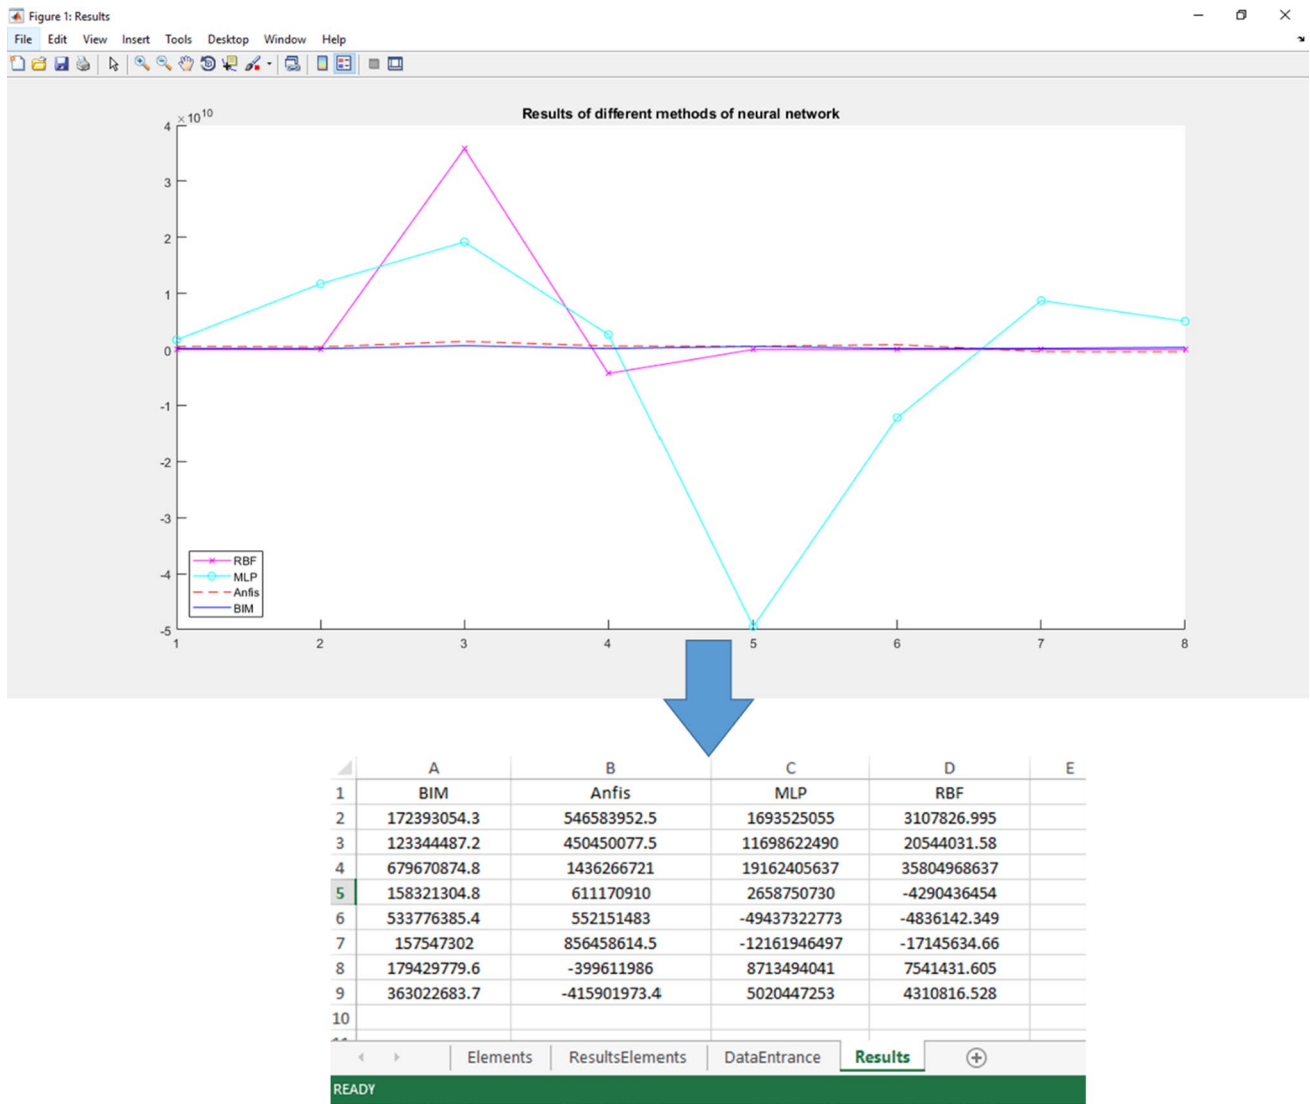 Figure 1: Results
File Edit View Insert Tools Desktop Window Help
Results of different methods of neural network
×10^10
4
3
2
1
0
-1
-2
-3
-4
-5
RBF
MLP
Anfis
BIM
1 2 3 4 5 6 7 8
A B C D E
1 BIM Anfis MLP RBF
2 172393054.3 546583952.5 1693525055 3107826.995
3 123344487.2 450450077.5 11698622490 20544031.58
4 679670874.8 1436266721 19162405637 35804968637
5 158321304.8 611170910 2658750730 -4290436454
6 533776385.4 552151483 -49437322773 -4836142.349
7 157547302 856458614.5 -12161946497 -17145634.66
8 179429779.6 -399611986 8713494041 7541431.605
9 363022683.7 -415901973.4 5020447253 4310816.528
10
Elements ResultsElements DataEntrance Results
READY